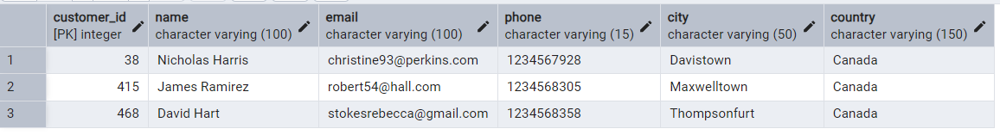 customer_id name email phone city country
[PK] integer character varying (100) character varying (100) character varying (15) character varying (50) character varying (150)
1 38 Nicholas Harris christine93@perkins.com 1234567928 Davistown Canada
2 415 James Ramirez robert54@hall.com 1234568305 Maxwelltown Canada
3 468 David Hart stokesrebecca@gmail.com 1234568358 Thompsonfurt Canada